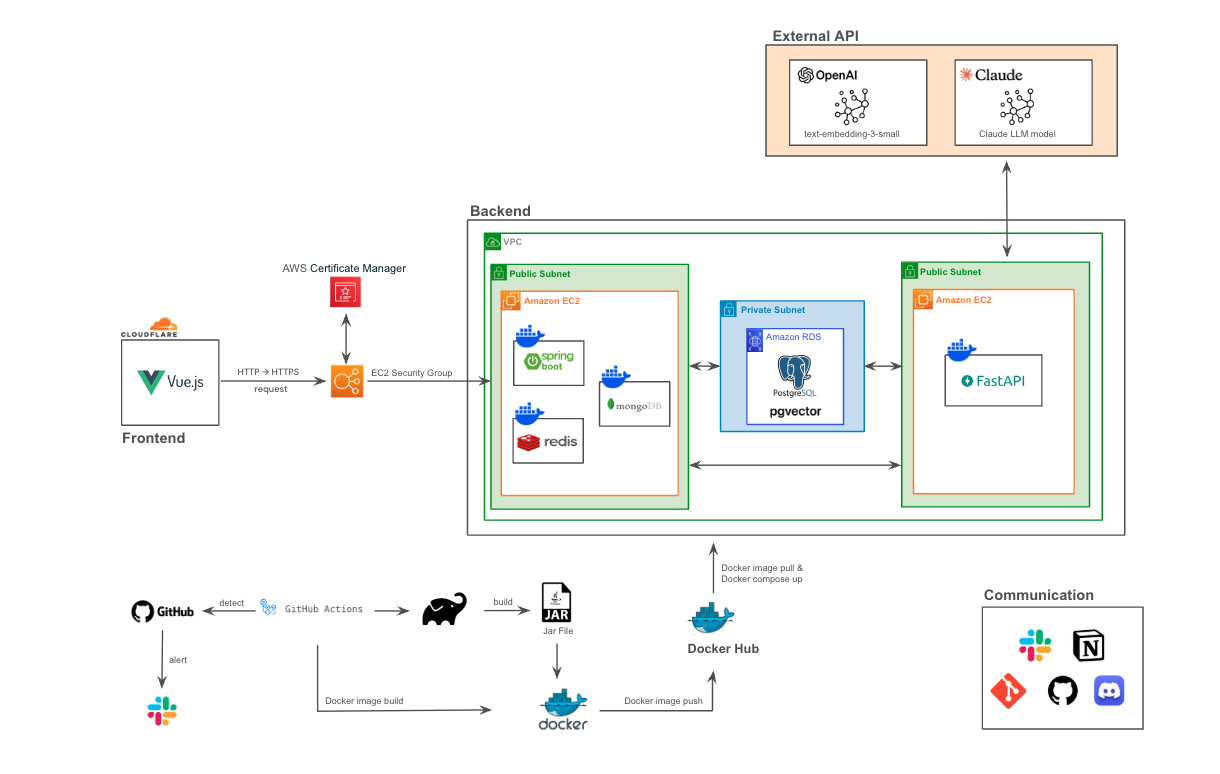 External API
OpenAI
text-embedding-3-small
Claude
Claude LLM model
Backend
VPC
Public Subnet
Amazon EC2
spring
boot
mongoDB
redis
Private Subnet
Amazon RDS
PostgreSQL
pgvector
Public Subnet
Amazon EC2
FastAPI
AWS Certificate Manager
CLOUDFLARE
Vue.js
Frontend
HTTP → HTTPS
request
EC2 Security Group
Docker image pull &
Docker compose up
Docker Hub
GitHub
detect
GitHub Actions
build
JAR
Jar File
alert
Docker image build
docker
Docker image push
Communication
N